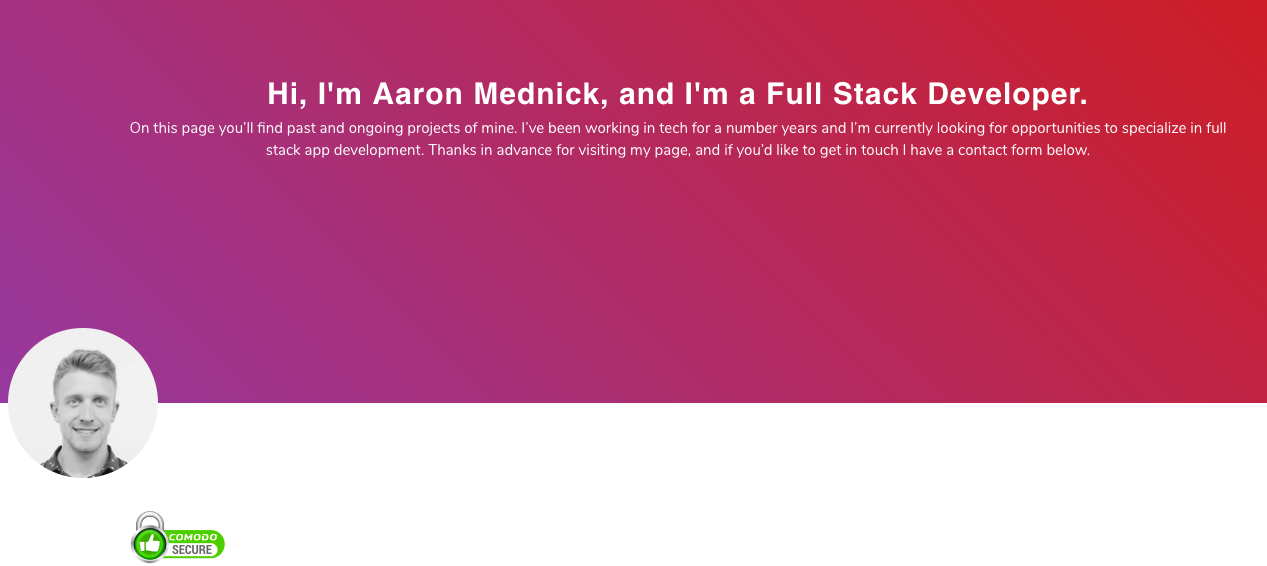 Hi, I'm Aaron Mednick, and I'm a Full Stack Developer.
On this page you’ll find past and ongoing projects of mine. I’ve been working in tech for a number years and I’m currently looking for opportunities to specialize in full
stack app development. Thanks in advance for visiting my page, and if you’d like to get in touch I have a contact form below.
COMODO
SECURE